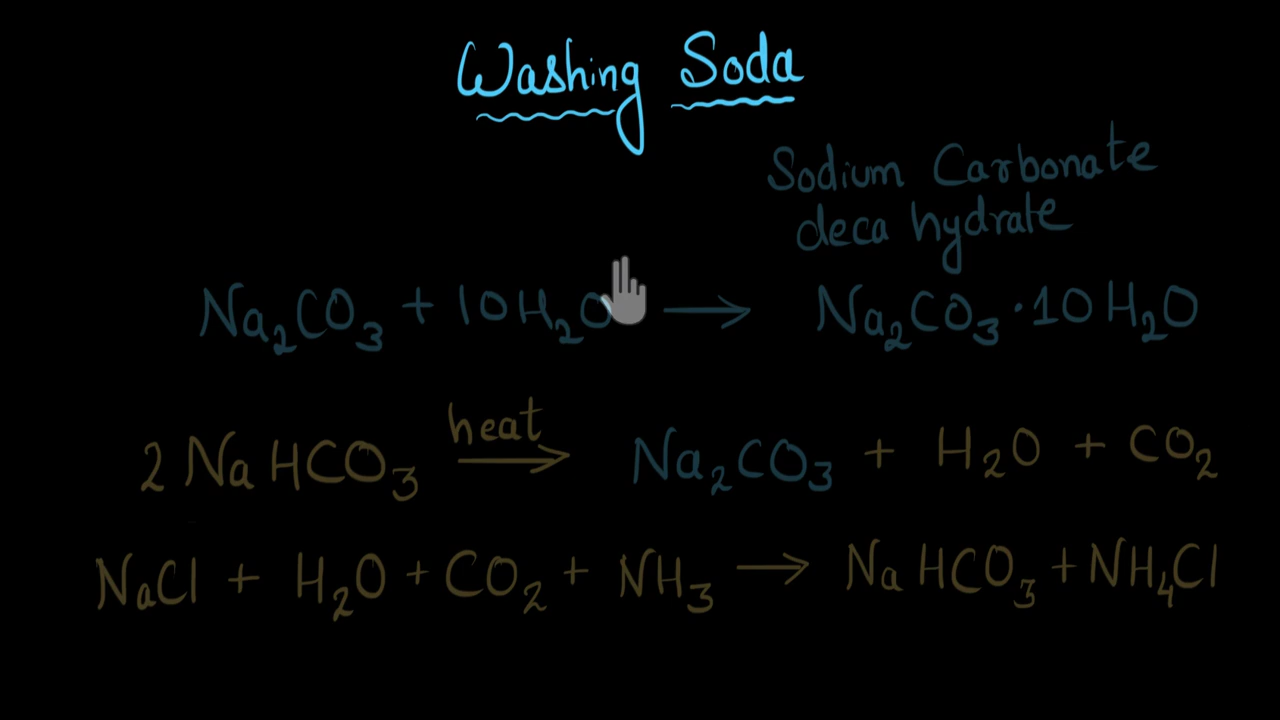 Washing Soda
Sodium Carbonate
deca hydrate
Na₂CO₃ + 10H₂O → Na₂CO₃·10H₂O
heat
2NaHCO₃ → Na₂CO₃ + H₂O + CO₂
NaCl + H₂O + CO₂ + NH₃ → NaHCO₃ + NH₄Cl